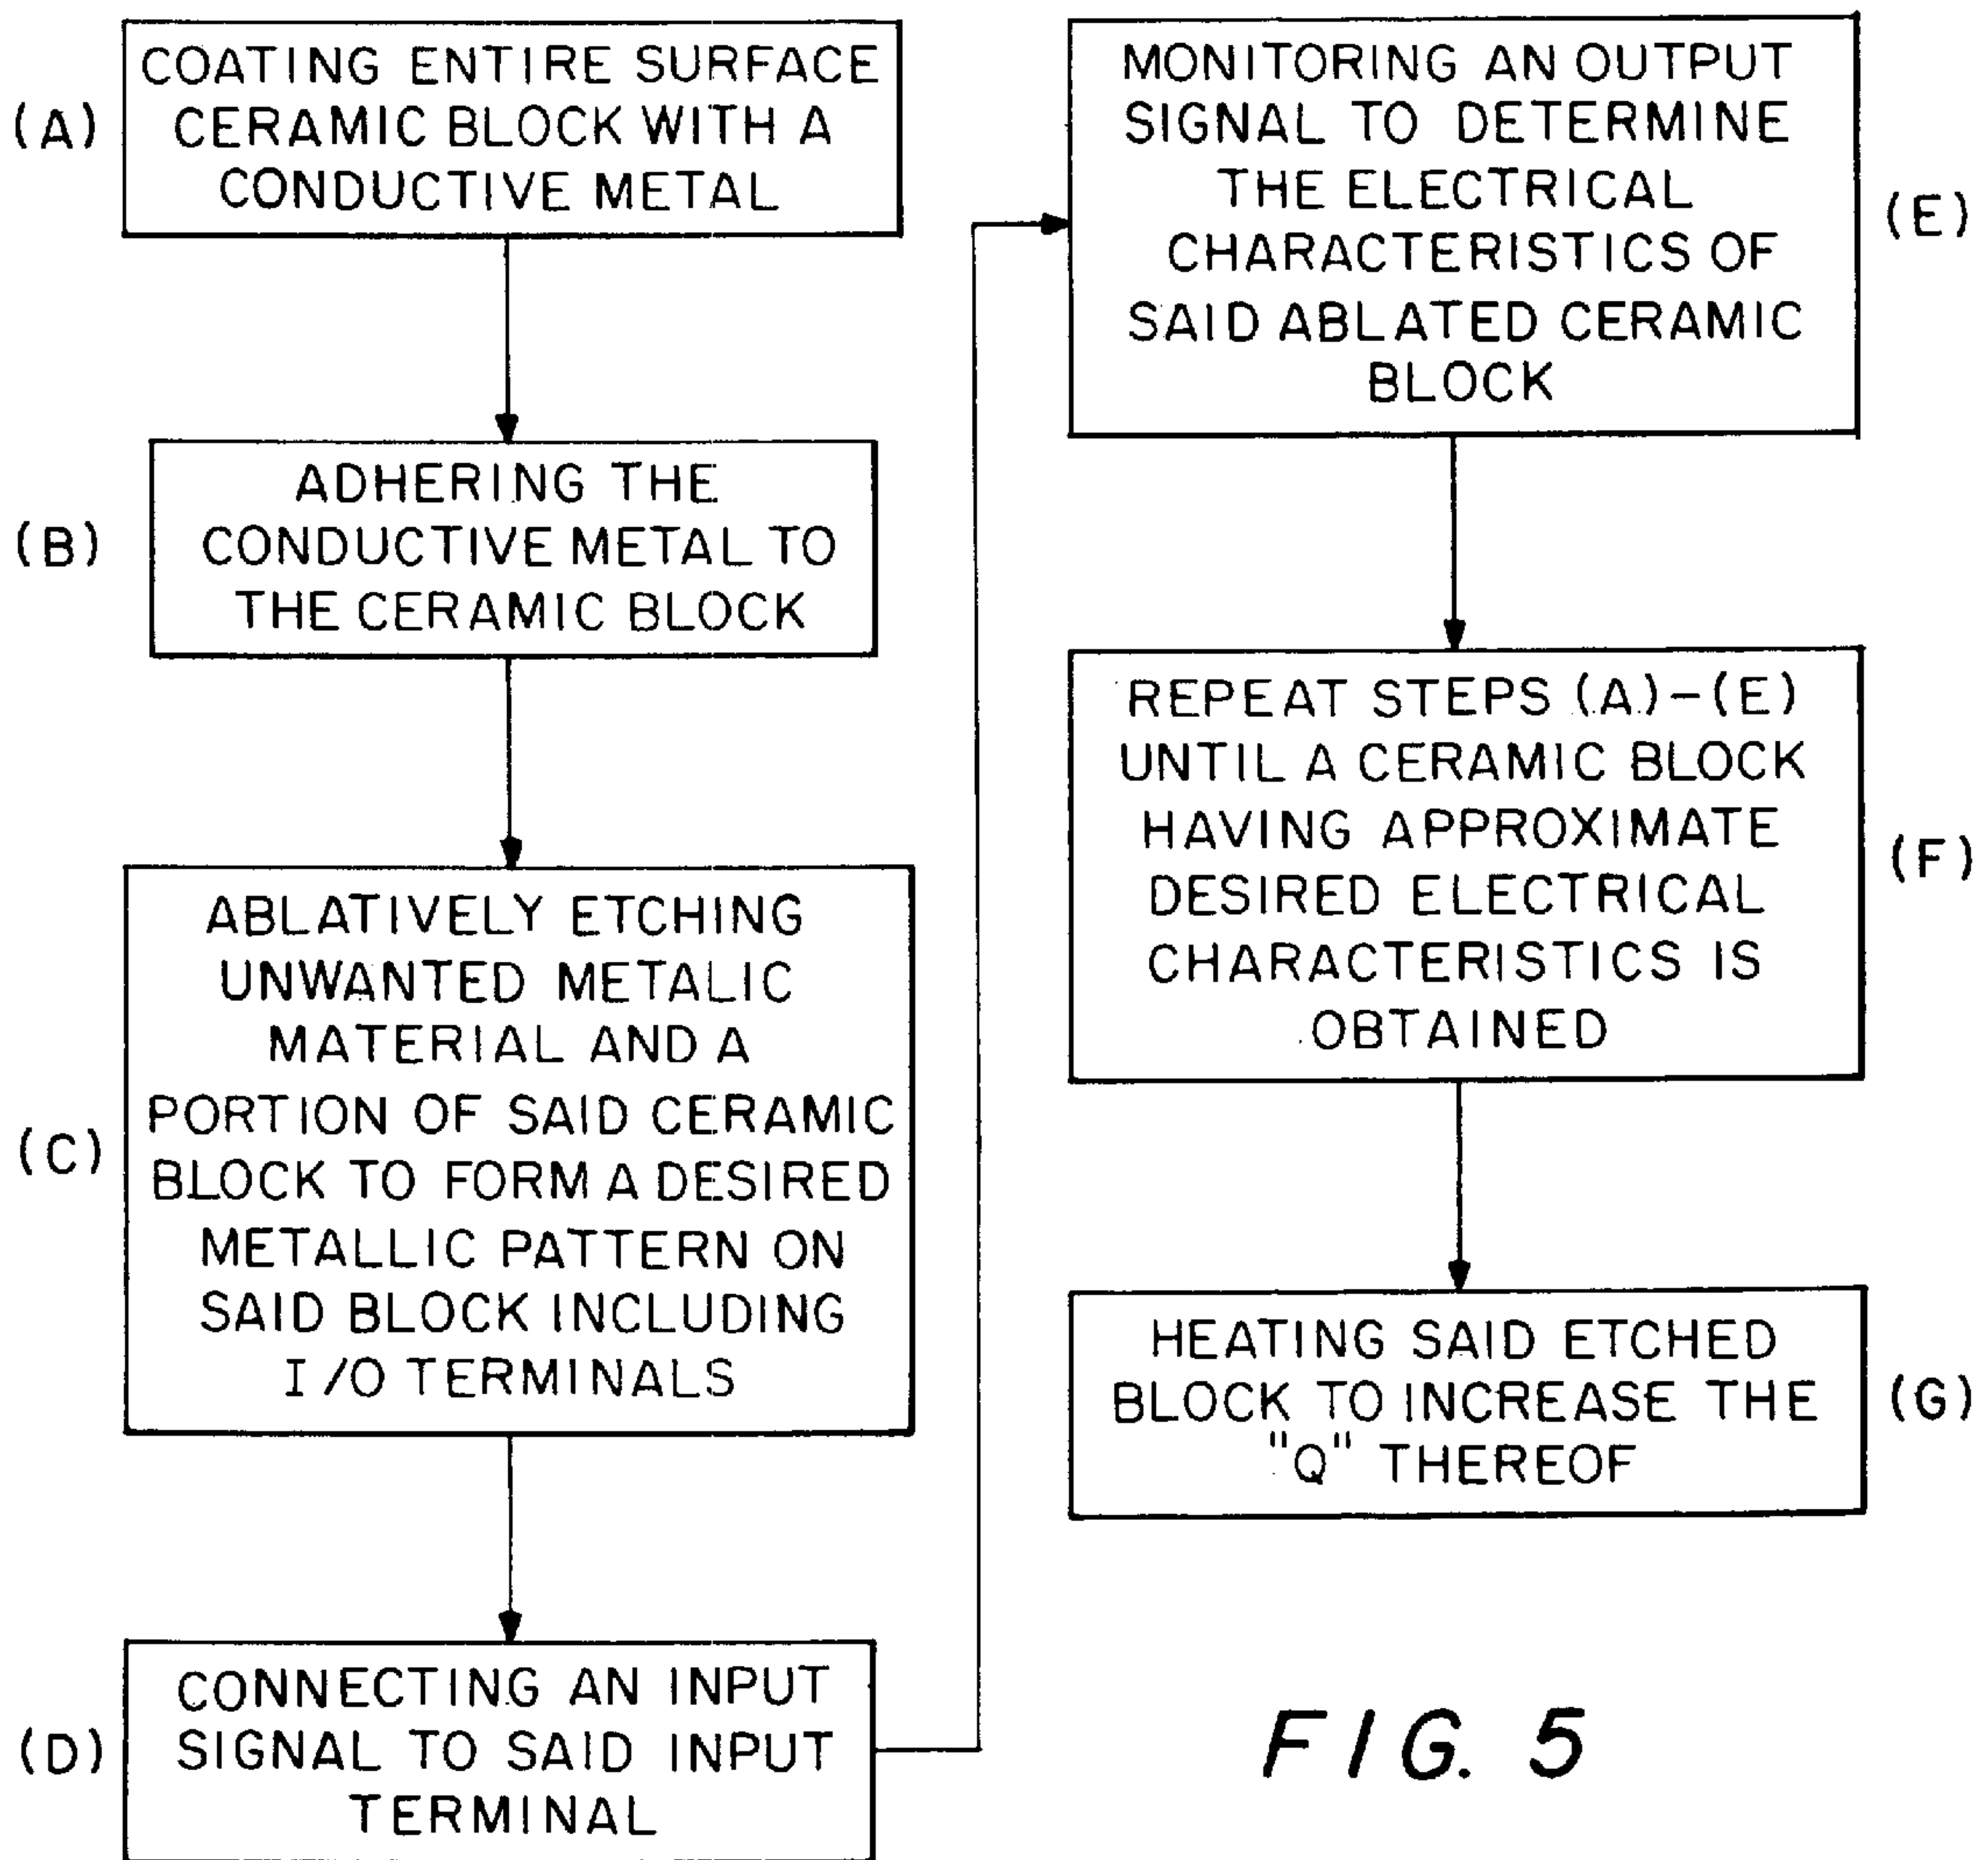 (A)
COATING ENTIRE SURFACE
CERAMIC BLOCK WITH A
CONDUCTIVE METAL
(B)
ADHERING THE
CONDUCTIVE METAL TO
THE CERAMIC BLOCK
(C)
ABLATIVELY ETCHING
UNWANTED METALIC
MATERIAL AND A
PORTION OF SAID CERAMIC
BLOCK TO FORM A DESIRED
METALLIC PATTERN ON
SAID BLOCK INCLUDING
I/O TERMINALS
(D)
CONNECTING AN INPUT
SIGNAL TO SAID INPUT
TERMINAL
MONITORING AN OUTPUT
SIGNAL TO DETERMINE
THE ELECTRICAL
CHARACTERISTICS OF
SAID ABLATED CERAMIC
BLOCK
(E)
REPEAT STEPS (A)-(E)
UNTIL A CERAMIC BLOCK
HAVING APPROXIMATE
DESIRED ELECTRICAL
CHARACTERISTICS IS
OBTAINED
(F)
HEATING SAID ETCHED
BLOCK TO INCREASE THE
"Q" THEREOF
(G)
FIG. 5